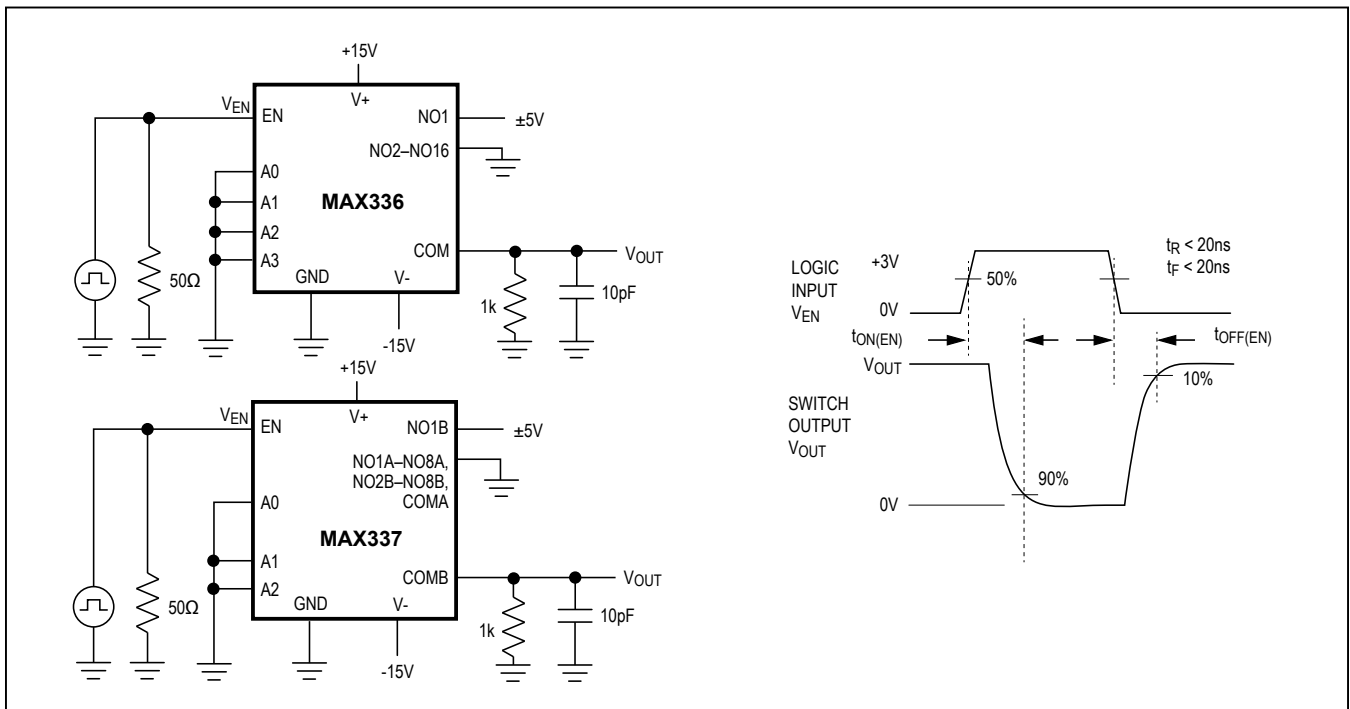 +15V
VEN
EN
V+
NO1
±5V
NO2–NO16
A0
A1
MAX336
A2
COM
VOUT
A3
50Ω
GND
V-
1k
10pF
-15V
+15V
VEN
EN
V+
NO1B
±5V
NO1A–NO8A,
NO2B–NO8B,
COMA
A0
MAX337
A1
COMB
VOUT
A2
50Ω
GND
V-
1k
10pF
-15V
LOGIC
INPUT
VEN
+3V
0V
50%
tR < 20ns
tF < 20ns
tON(EN)
tOFF(EN)
VOUT
10%
SWITCH
OUTPUT
VOUT
90%
0V